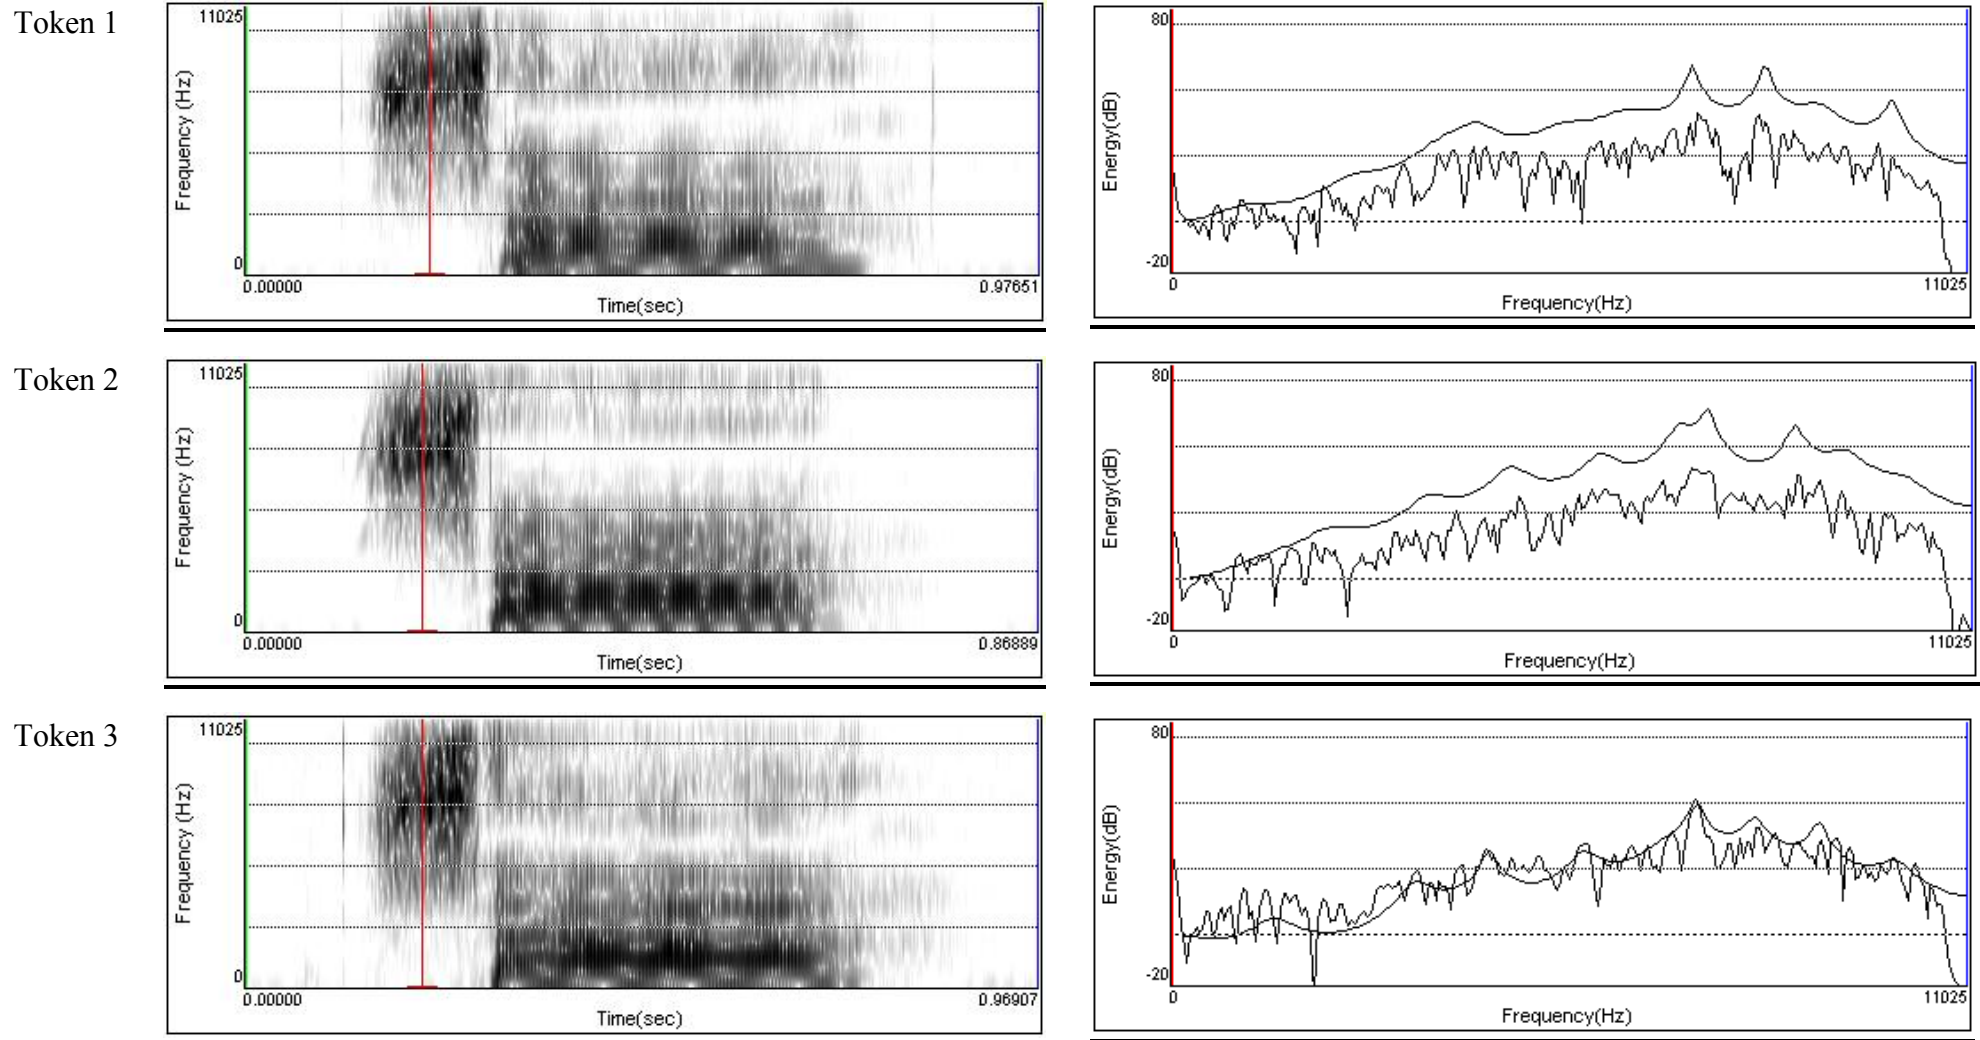 Token 1
11025
Frequency (Hz)
0
0.00000
0.97651
Time(sec)
80
Energy(dB)
-20
0
11025
Frequency(Hz)
Token 2
11025
Frequency (Hz)
0
0.00000
0.86889
Time(sec)
80
Energy(dB)
-20
0
11025
Frequency(Hz)
Token 3
11025
Frequency (Hz)
0
0.00000
0.96907
Time(sec)
80
Energy(dB)
-20
0
11025
Frequency(Hz)